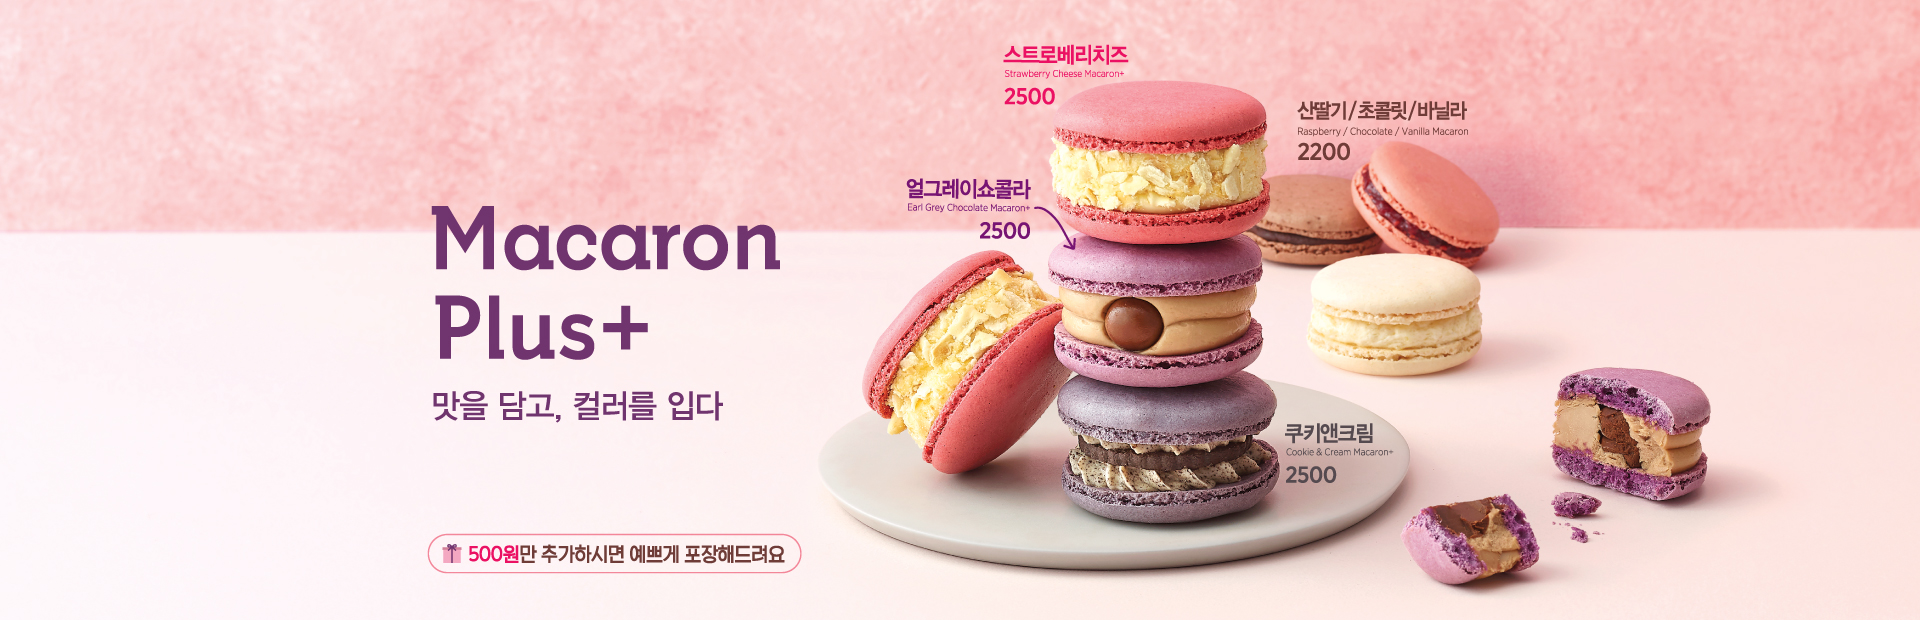 Macaron
Plus+
맛을 담고, 컬러를 입다
500원만 추가하시면 예쁘게 포장해드려요
스트로베리치즈
Strawberry Cheese Macaron+
2500
산딸기/초콜릿/바닐라
Raspberry / Chocolate / Vanilla Macaron
2200
얼그레이쇼콜라
Earl Grey Chocolate Macaron+
2500
쿠키앤크림
Cookie & Cream Macaron+
2500